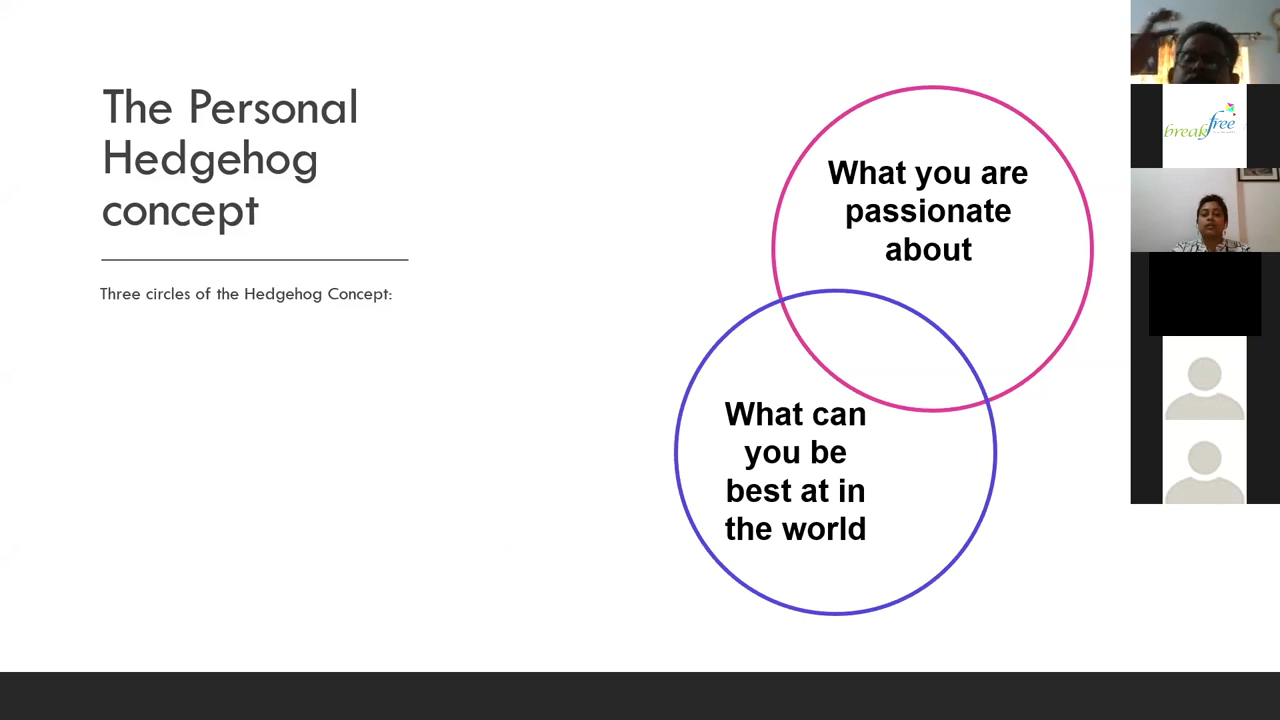 The Personal
Hedgehog
concept
Three circles of the Hedgehog Concept:
What you are
passionate
about
What can
you be
best at in
the world
breakfree